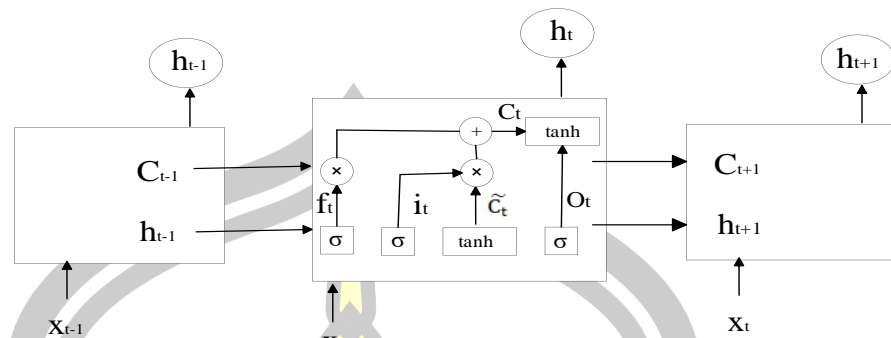 hₜ
hₜ₋₁
hₜ₊₁
Cₜ
+
tanh
Cₜ₋₁
×
×
Cₜ₊₁
fₜ
iₜ
C̃ₜ
Oₜ
hₜ₋₁
σ
σ
tanh
σ
hₜ₊₁
Xₜ₋₁
Xₜ